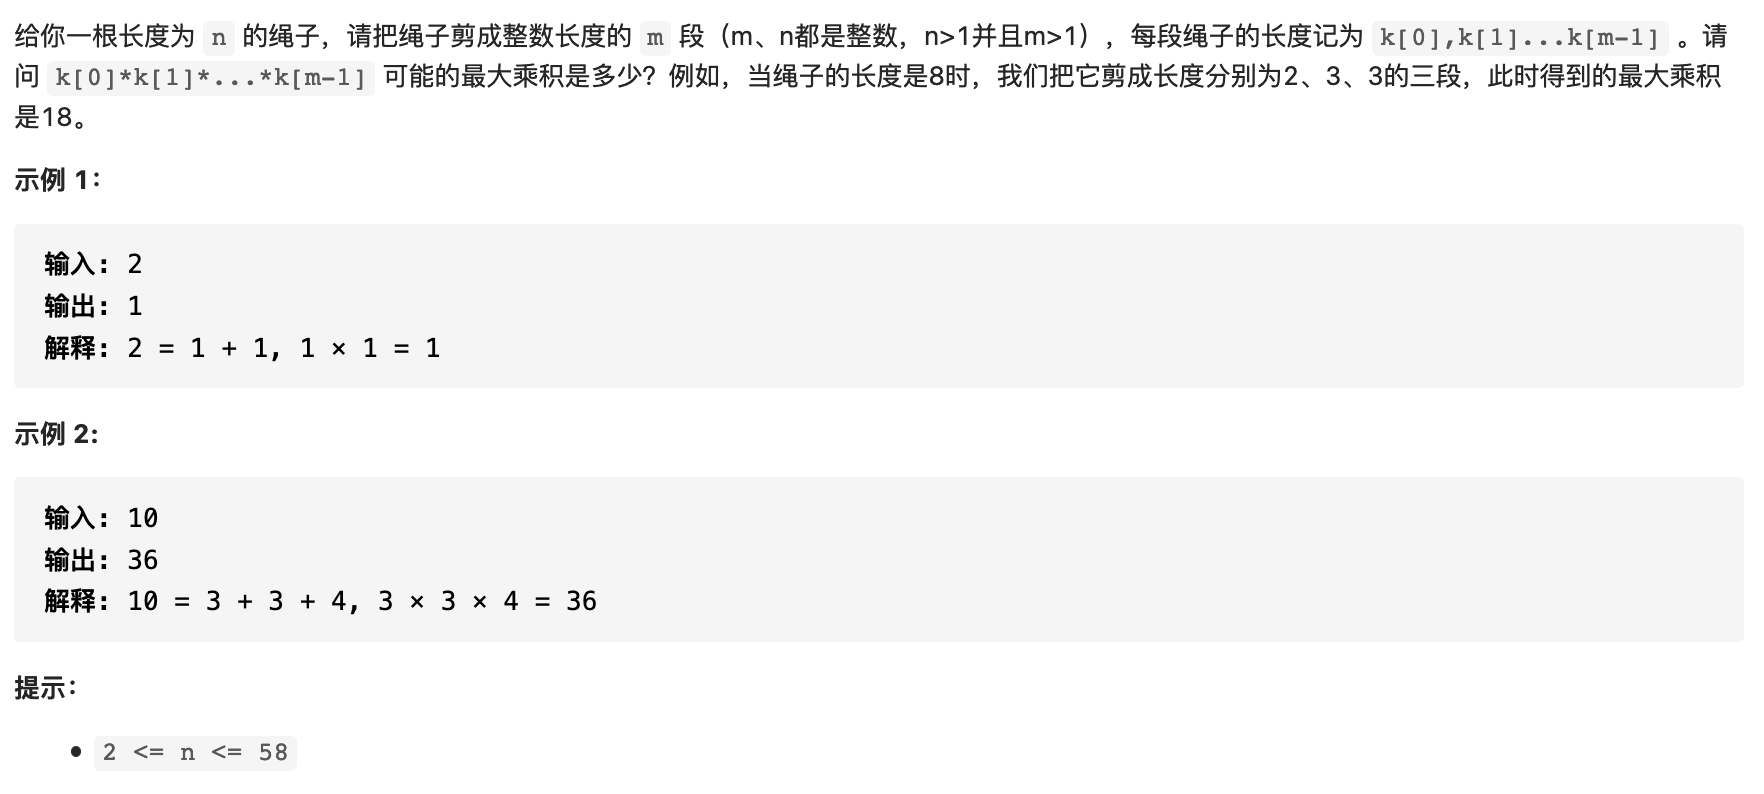 给你一根长度为 n 的绳子，请把绳子剪成整数长度的 m 段（m、n都是整数，n>1并且m>1），每段绳子的长度记为 k[0],k[1]...k[m-1] 。请
问 k[0]*k[1]*...*k[m-1] 可能的最大乘积是多少？例如，当绳子的长度是8时，我们把它剪成长度分别为2、3、3的三段，此时得到的最大乘积
是18。
示例 1：
输入: 2
输出: 1
解释: 2 = 1 + 1, 1 × 1 = 1
示例 2:
输入: 10
输出: 36
解释: 10 = 3 + 3 + 4, 3 × 3 × 4 = 36
提示：
• 2 <= n <= 58